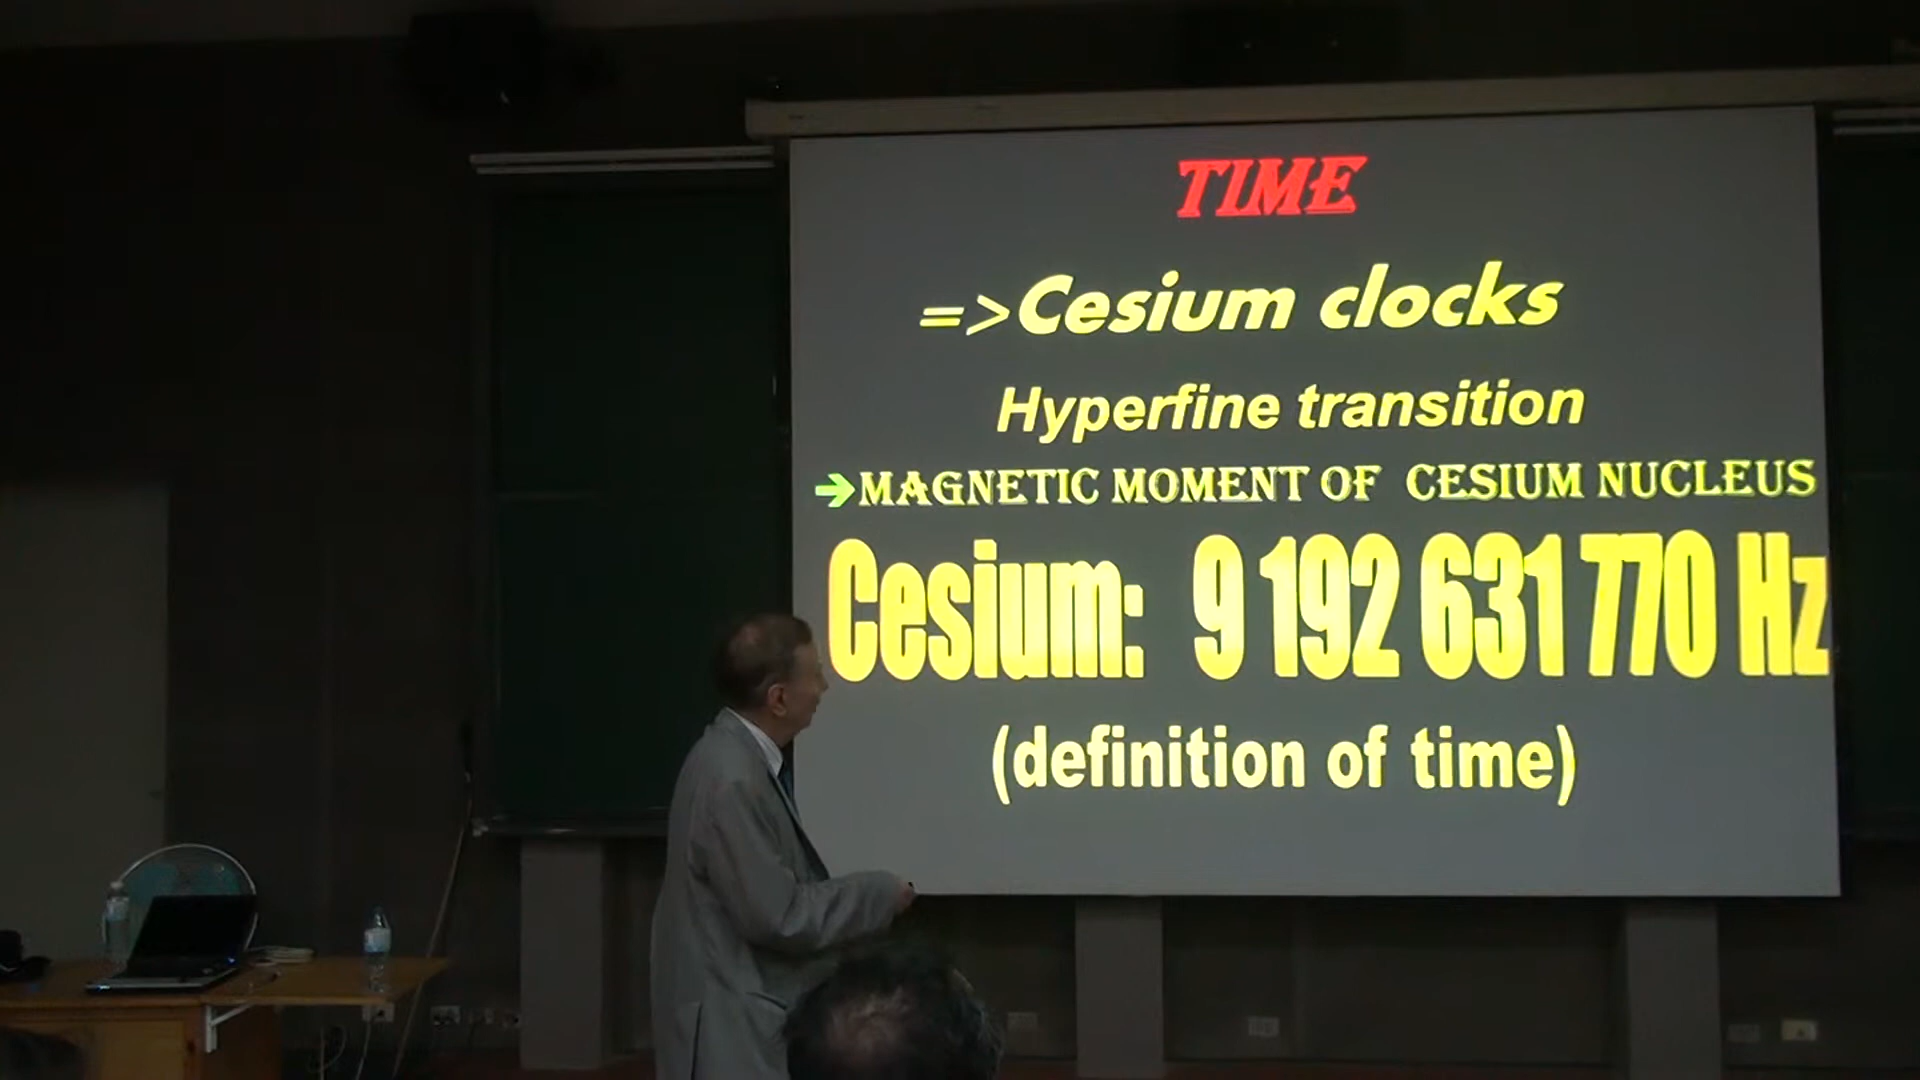 TIME
=>Cesium clocks
Hyperfine transition
➔MAGNETIC MOMENT OF CESIUM NUCLEUS
Cesium: 9 192 631 770 Hz
(definition of time)